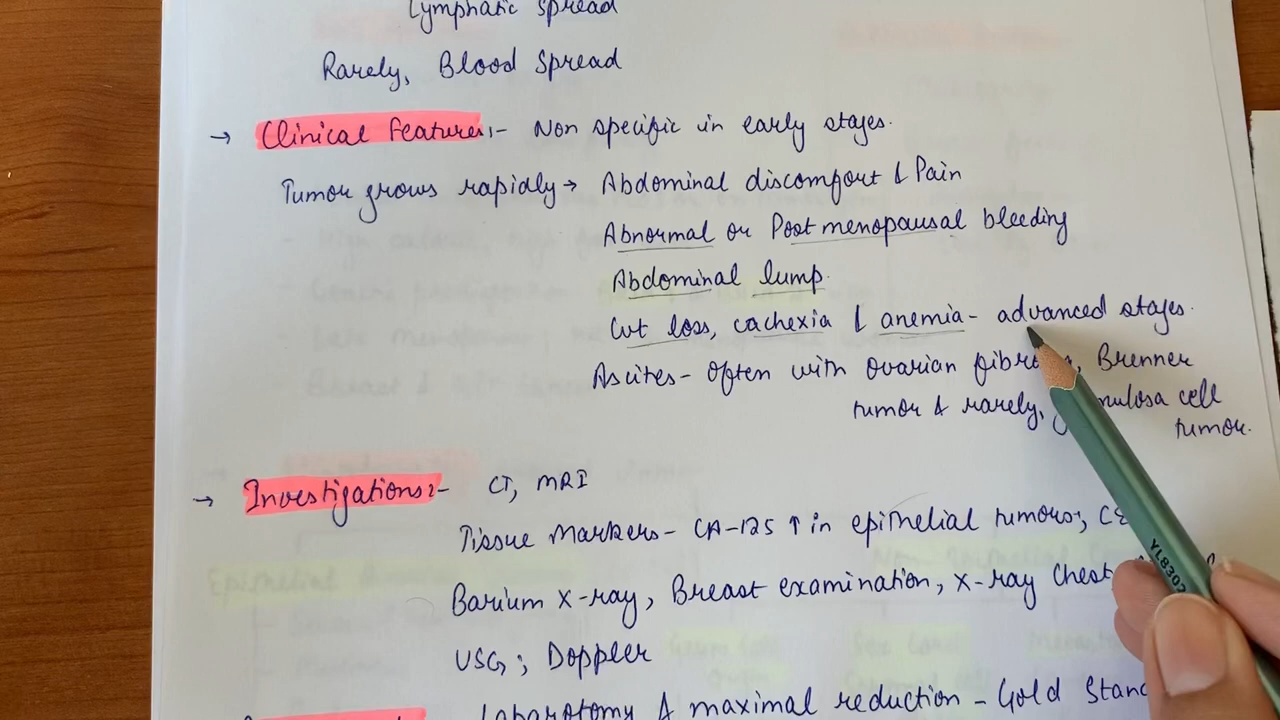 Lymphatic Spread
Rarely, Blood Spread
→ Clinical Features:- Non specific in early stages.
Tumor grows rapidly → Abdominal discomfort & Pain
Abnormal or Post menopausal bleeding
Abdominal lump.
Wt loss, cachexia & anemia - advanced stages.
Ascites - Often with Ovarian Brenner
tumor & rarely, cell
tumor.
→ Investigations:- CT, MRI
Tissue Markers - CA-125 ↑ in epithelial tumors,
Barium X-ray, Breast examination, X-ray Chest
USG, ; Doppler
Laparotomy & maximal reduction - Gold
YL8302